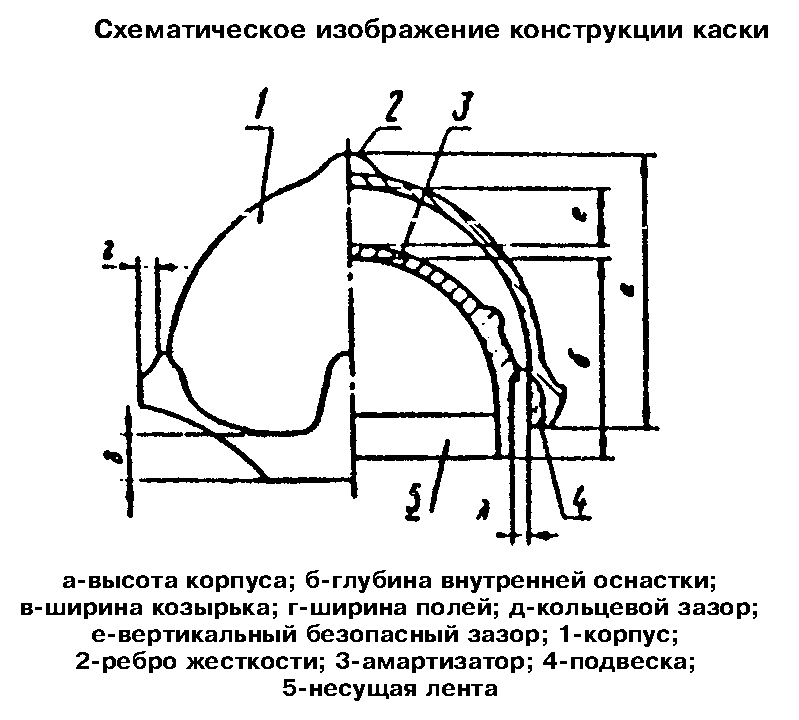 Схематическое изображение конструкции каски
1 2 3
г
е
а
б
в
5 д 4
а-высота корпуса; б-глубина внутренней оснастки;
в-ширина козырька; г-ширина полей; д-кольцевой зазор;
е-вертикальный безопасный зазор; 1-корпус;
2-ребро жесткости; 3-амартизатор; 4-подвеска;
5-несущая лента